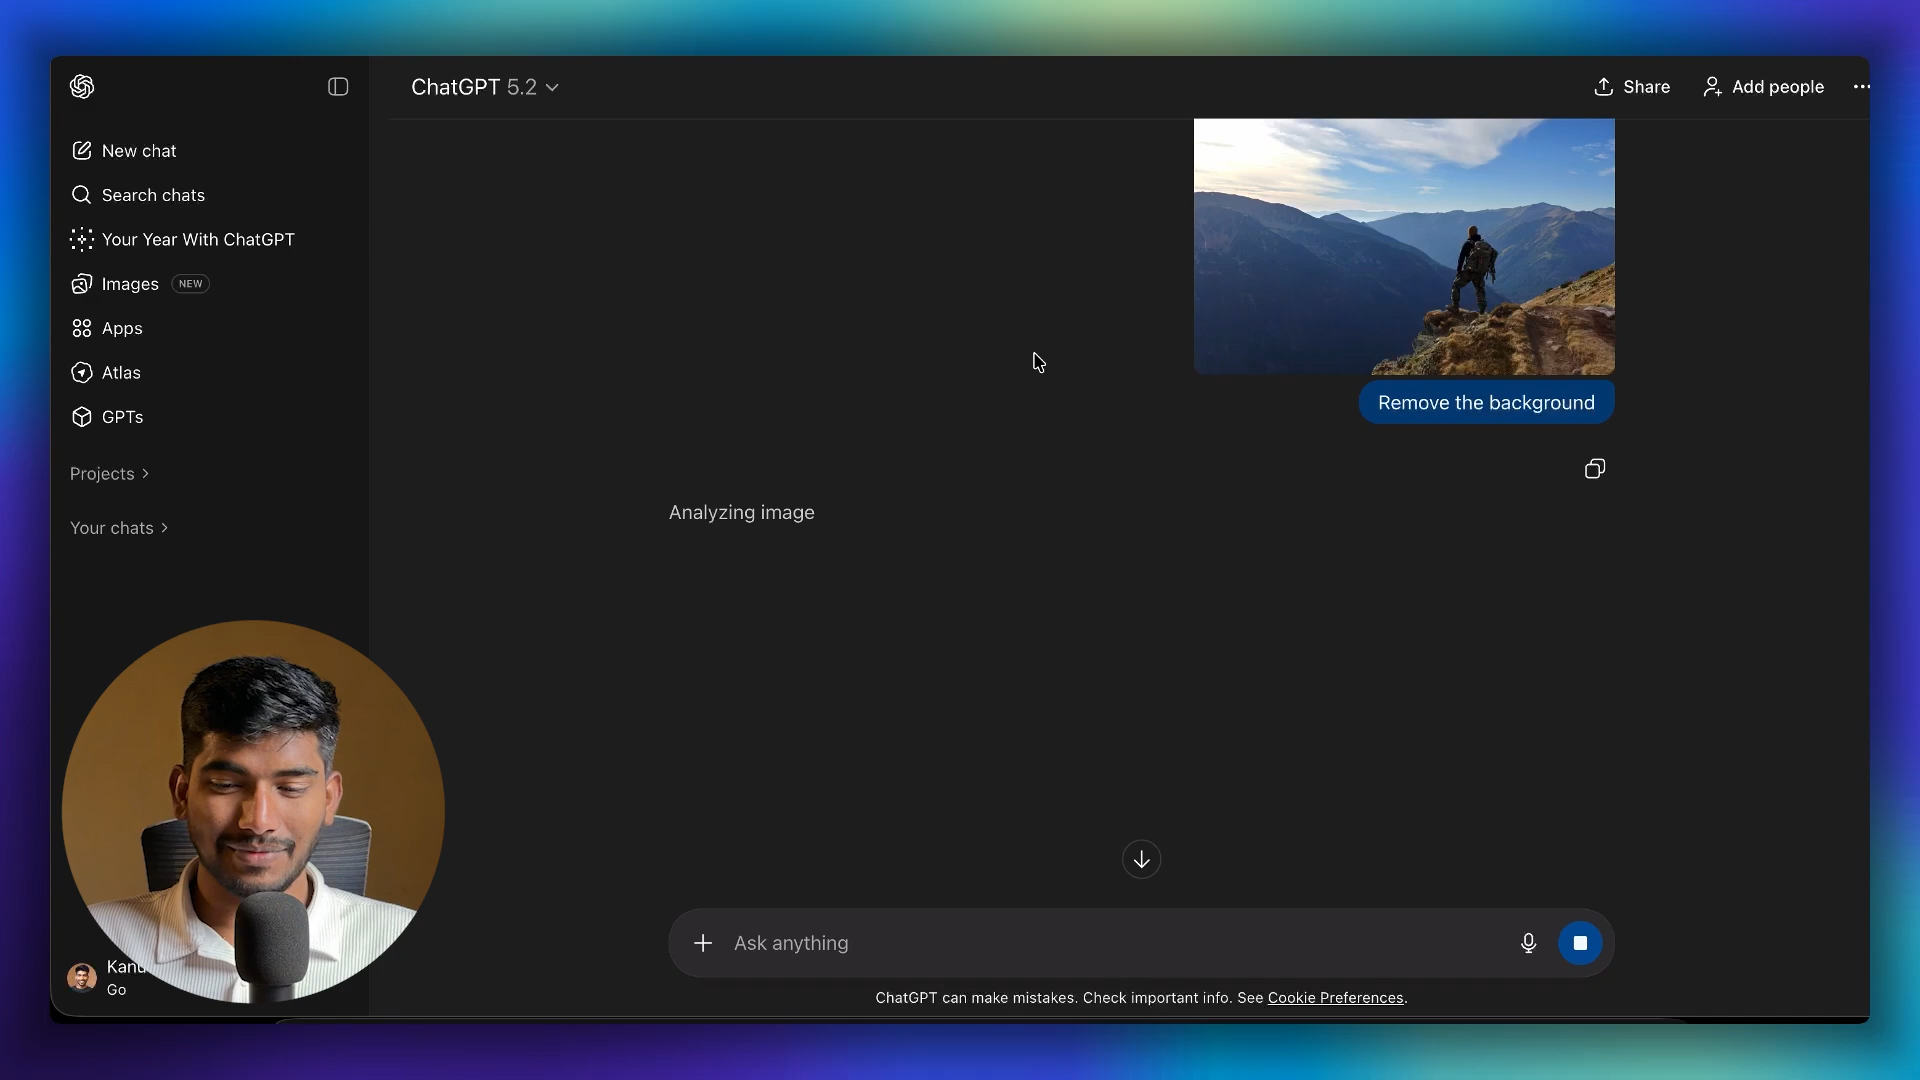 ChatGPT 5.2
Share
Add people
New chat
Search chats
Your Year With ChatGPT
Images NEW
Apps
Atlas
GPTs
Projects
Your chats
Remove the background
Analyzing image
Ask anything
Go
ChatGPT can make mistakes. Check important info. See Cookie Preferences.